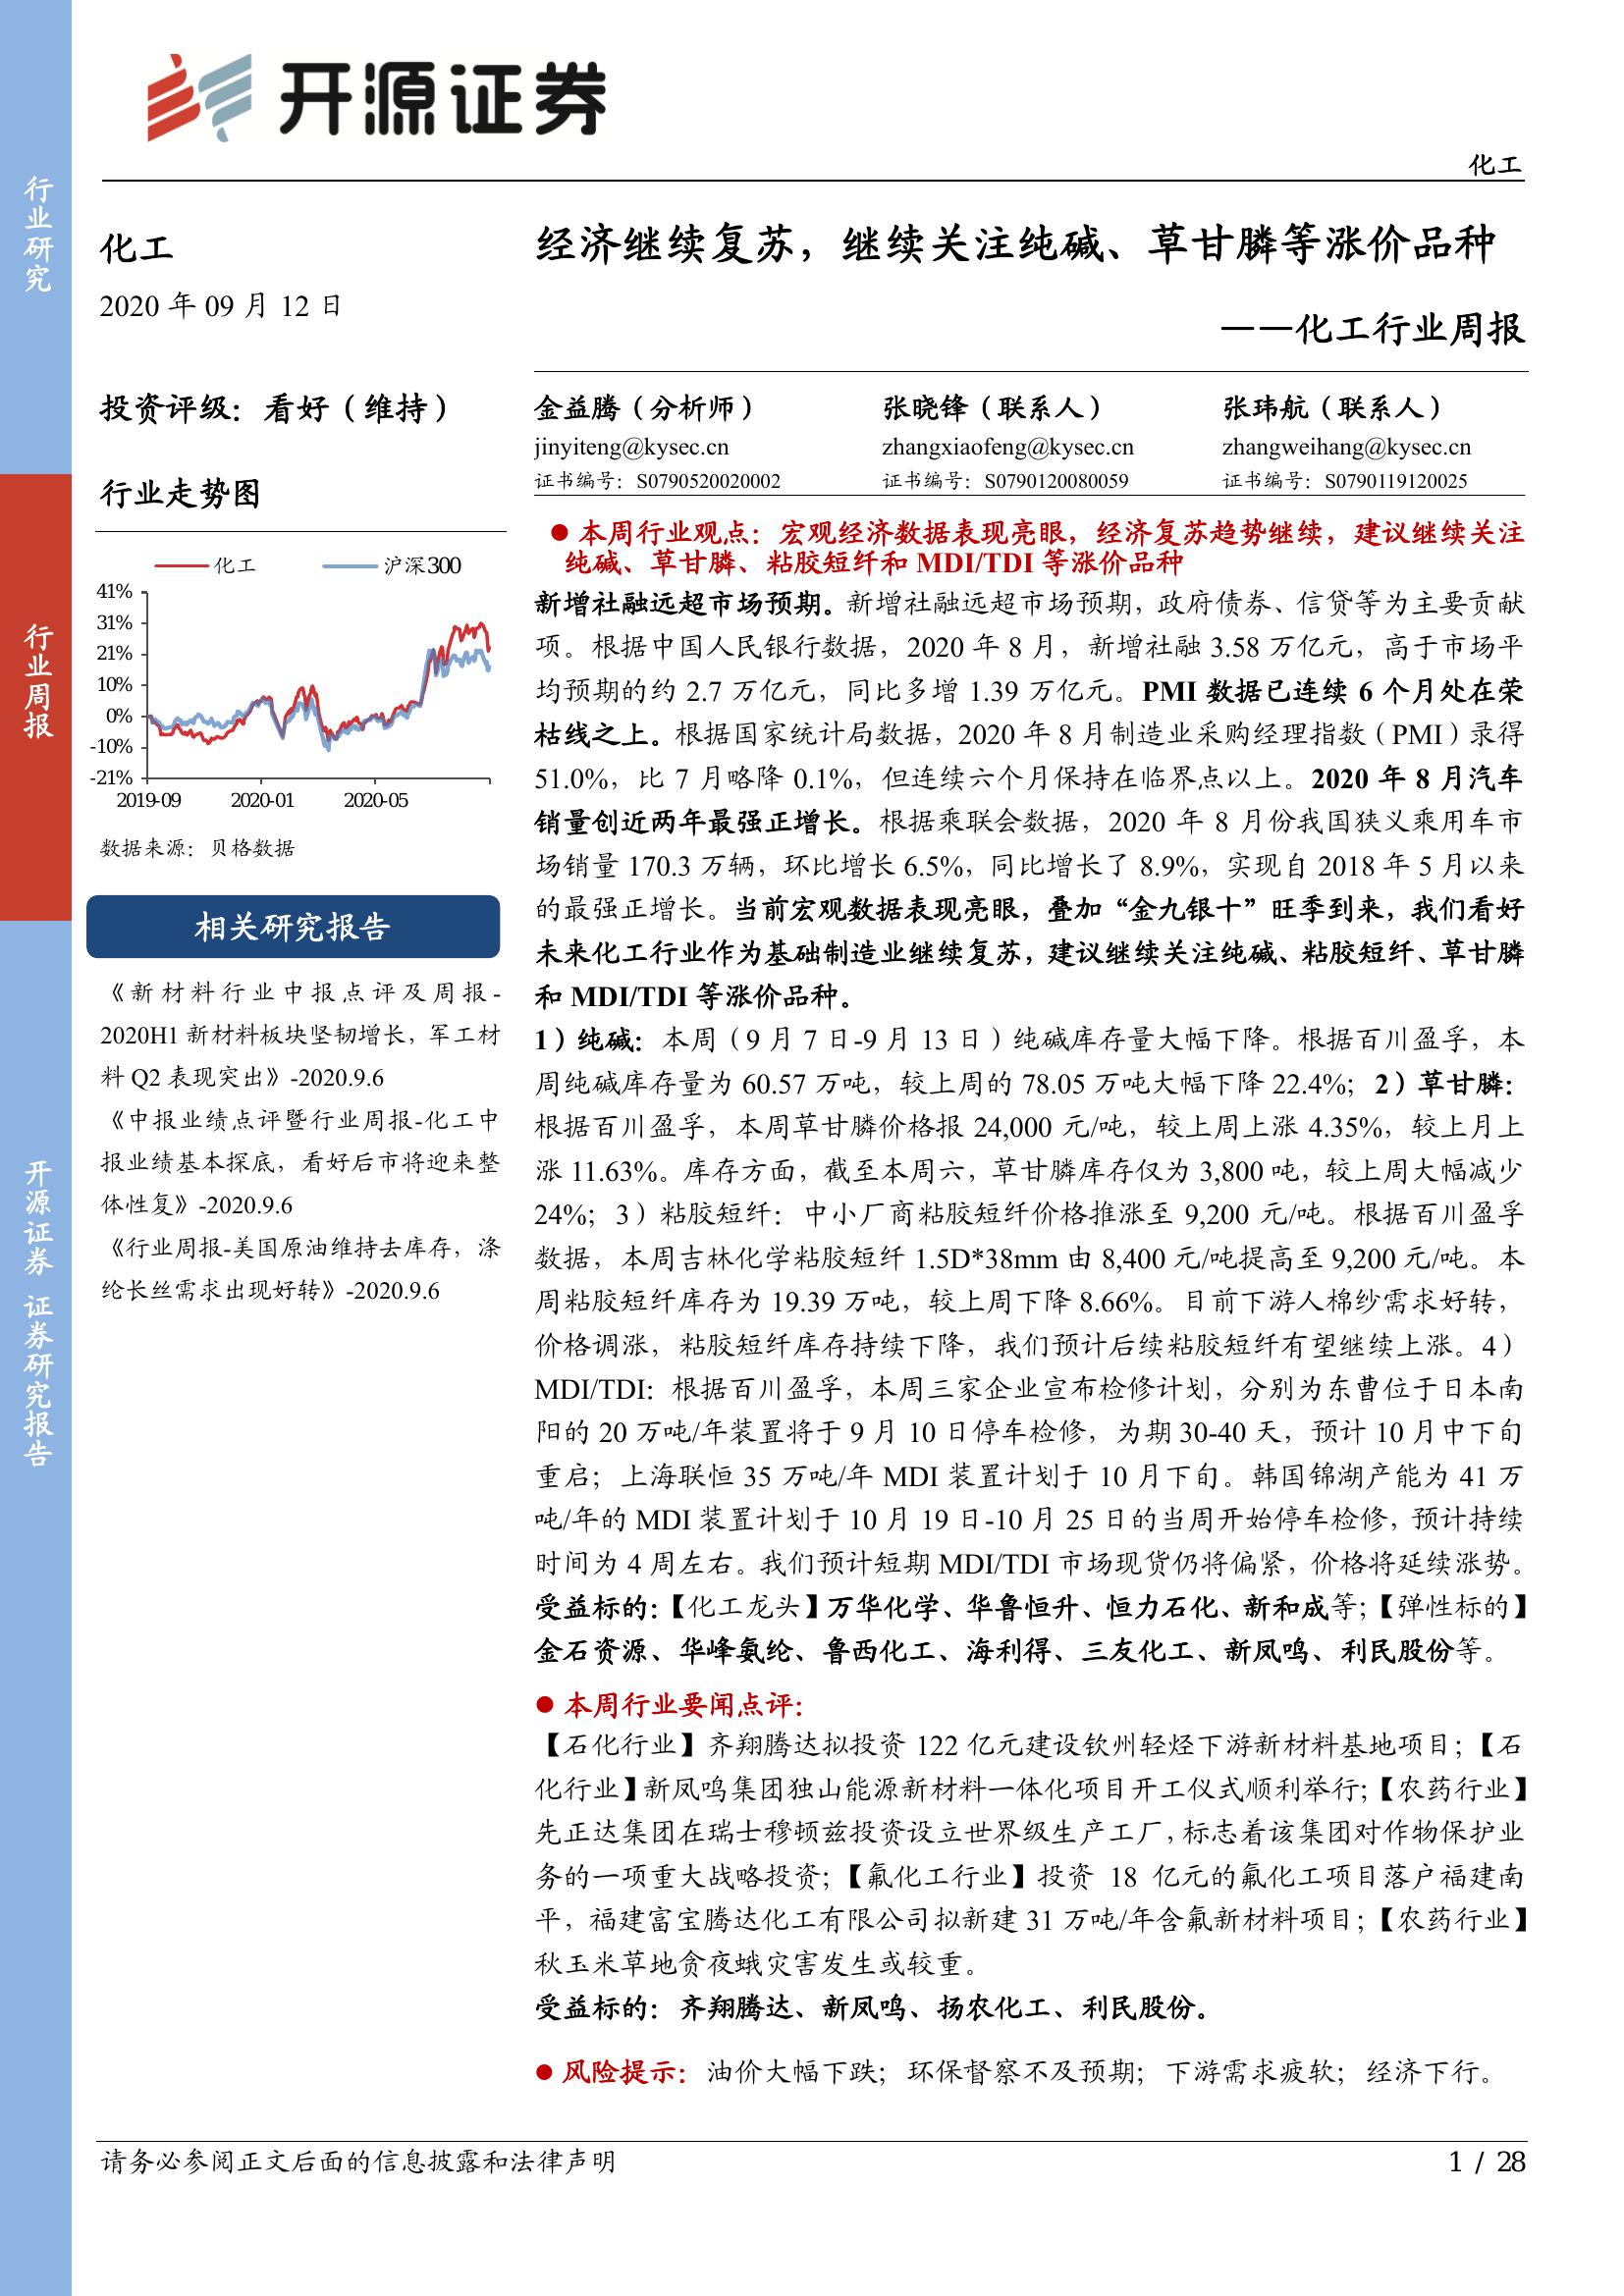 开源证券
化工
行业研究
行业周报
开源证券 证券研究报告
化工
2020 年 09 月 12 日
投资评级：看好（维持）
行业走势图
化工
沪深300
41%
31%
21%
10%
0%
-10%
-21%
2019-09
2020-01
2020-05
数据来源：贝格数据
相关研究报告
《新材料行业中报点评及周报-
2020H1 新材料板块坚韧增长，军工材
料 Q2 表现突出》-2020.9.6
《中报业绩点评暨行业周报-化工中
报业绩基本探底，看好后市将迎来整
体性复》-2020.9.6
《行业周报-美国原油维持去库存，涤
纶长丝需求出现好转》-2020.9.6
经济继续复苏，继续关注纯碱、草甘膦等涨价品种
——化工行业周报
金益腾（分析师）
jinyiteng@kysec.cn
证书编号：S0790520020002
张晓锋（联系人）
zhangxiaofeng@kysec.cn
证书编号：S0790120080059
张玮航（联系人）
zhangweihang@kysec.cn
证书编号：S0790119120025
● 本周行业观点：宏观经济数据表现亮眼，经济复苏趋势继续，建议继续关注
纯碱、草甘膦、粘胶短纤和 MDI/TDI 等涨价品种
新增社融远超市场预期。新增社融远超市场预期，政府债券、信贷等为主要贡献
项。根据中国人民银行数据，2020 年 8 月，新增社融 3.58 万亿元，高于市场平
均预期的约 2.7 万亿元，同比多增 1.39 万亿元。PMI 数据已连续 6 个月处在荣
枯线之上。根据国家统计局数据，2020 年 8 月制造业采购经理指数（PMI）录得
51.0%，比 7 月略降 0.1%，但连续六个月保持在临界点以上。2020 年 8 月汽车
销量创近两年最强正增长。根据乘联会数据，2020 年 8 月份我国狭义乘用车市
场销量 170.3 万辆，环比增长 6.5%，同比增长了 8.9%，实现自 2018 年 5 月以来
的最强正增长。当前宏观数据表现亮眼，叠加“金九银十”旺季到来，我们看好
未来化工行业作为基础制造业继续复苏，建议继续关注纯碱、粘胶短纤、草甘膦
和 MDI/TDI 等涨价品种。
1）纯碱：本周（9 月 7 日-9 月 13 日）纯碱库存量大幅下降。根据百川盈孚，本
周纯碱库存量为 60.57 万吨，较上周的 78.05 万吨大幅下降 22.4%；2）草甘膦：
根据百川盈孚，本周草甘膦价格报 24,000 元/吨，较上周上涨 4.35%，较上月上
涨 11.63%。库存方面，截至本周六，草甘膦库存仅为 3,800 吨，较上周大幅减少
24%；3）粘胶短纤：中小厂商粘胶短纤价格推涨至 9,200 元/吨。根据百川盈孚
数据，本周吉林化学粘胶短纤 1.5D*38mm 由 8,400 元/吨提高至 9,200 元/吨。本
周粘胶短纤库存为 19.39 万吨，较上周下降 8.66%。目前下游人棉纱需求好转，
价格调涨，粘胶短纤库存持续下降，我们预计后续粘胶短纤有望继续上涨。4）
MDI/TDI：根据百川盈孚，本周三家企业宣布检修计划，分别为东曹位于日本南
阳的 20 万吨/年装置将于 9 月 10 日停车检修，为期 30-40 天，预计 10 月中下旬
重启；上海联恒 35 万吨/年 MDI 装置计划于 10 月下旬。韩国锦湖产能为 41 万
吨/年的 MDI 装置计划于 10 月 19 日-10 月 25 日的当周开始停车检修，预计持续
时间为 4 周左右。我们预计短期 MDI/TDI 市场现货仍将偏紧，价格将延续涨势。
受益标的：【化工龙头】万华化学、华鲁恒升、恒力石化、新和成等；【弹性标的】
金石资源、华峰氨纶、鲁西化工、海利得、三友化工、新凤鸣、利民股份等。
● 本周行业要闻点评：
【石化行业】齐翔腾达拟投资 122 亿元建设钦州轻烃下游新材料基地项目；【石
化行业】新凤鸣集团独山能源新材料一体化项目开工仪式顺利举行；【农药行业】
先正达集团在瑞士穆顿兹投资设立世界级生产工厂，标志着该集团对作物保护业
务的一项重大战略投资；【氟化工行业】投资 18 亿元的氟化工项目落户福建南
平，福建富宝腾达化工有限公司拟新建 31 万吨/年含氟新材料项目；【农药行业】
秋玉米草地贪夜蛾灾害发生或较重。
受益标的：齐翔腾达、新凤鸣、扬农化工、利民股份。
● 风险提示：油价大幅下跌；环保督察不及预期；下游需求疲软；经济下行。
请务必参阅正文后面的信息披露和法律声明
1 / 28